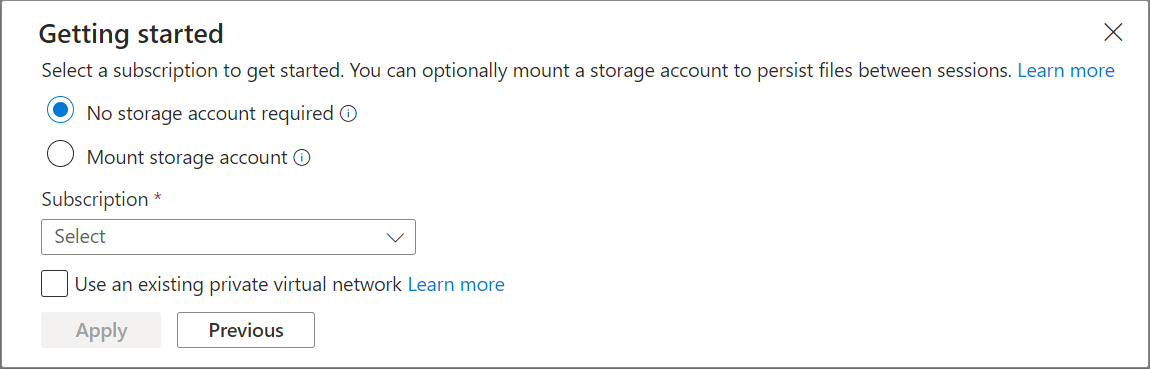 Getting started
Select a subscription to get started. You can optionally mount a storage account to persist files between sessions. Learn more
No storage account required
Mount storage account
Subscription *
Select
Use an existing private virtual network Learn more
Apply
Previous